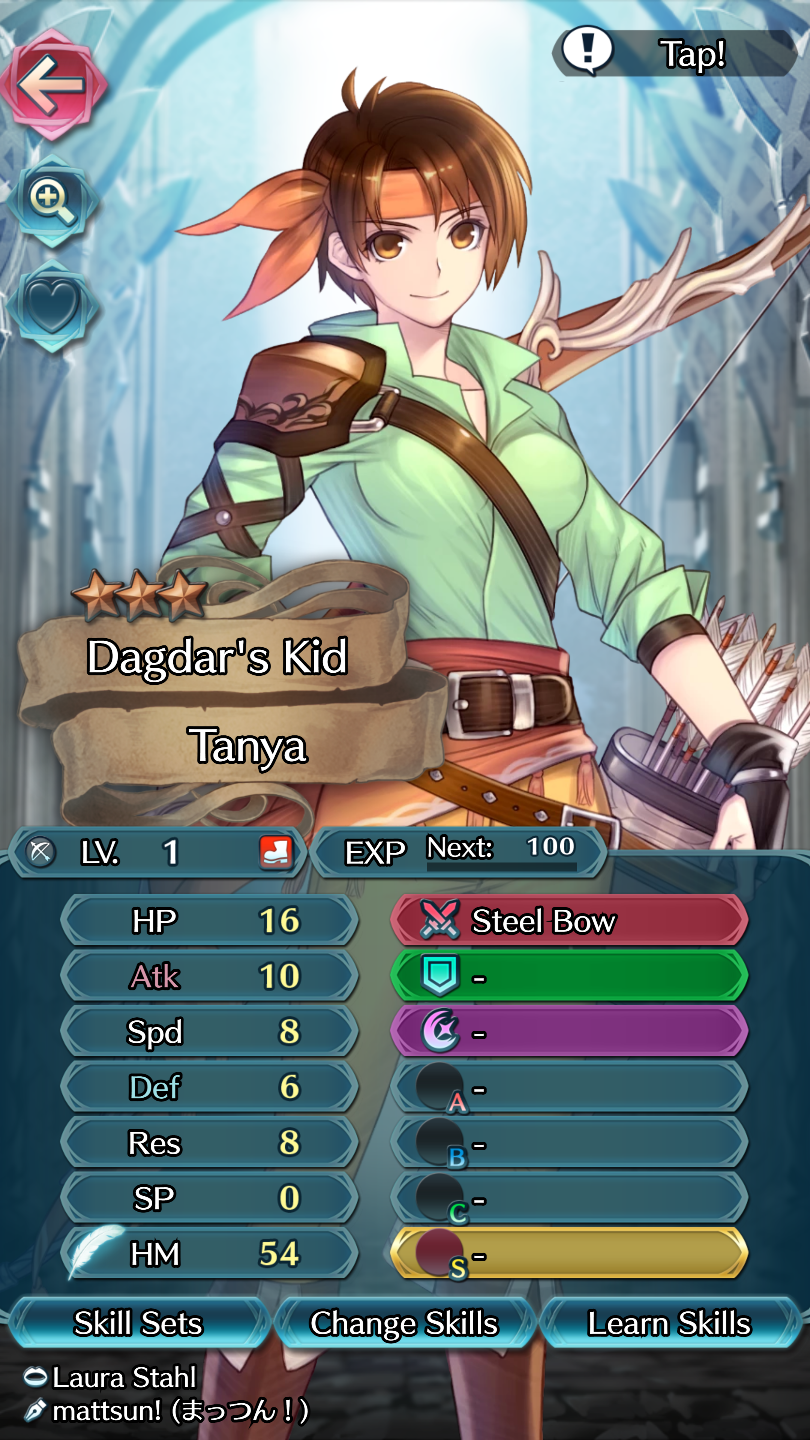 Tap!
Dagdar's Kid
Tanya
LV. 1
EXP Next: 100
HP 16
Steel Bow
Atk 10
-
Spd 8
-
Def 6
A -
Res 8
B -
SP 0
C -
HM 54
S -
Skill Sets
Change Skills
Learn Skills
Laura Stahl
mattsun! (まっつん！)